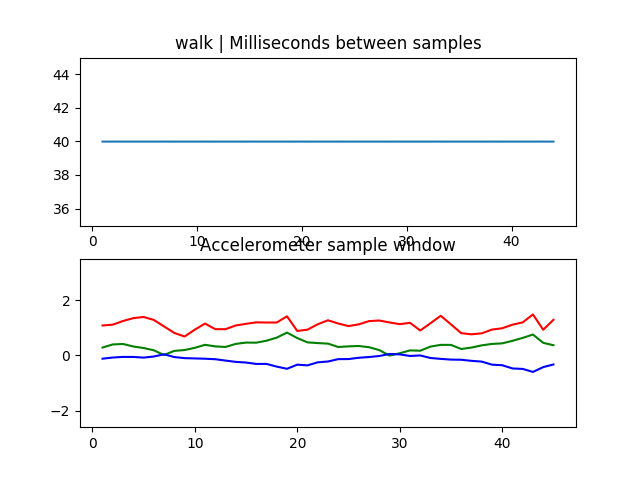 walk | Milliseconds between samples
44
42
40
38
36
0 10 20 30 40
Accelerometer sample window
2
0
−2
0 10 20 30 40